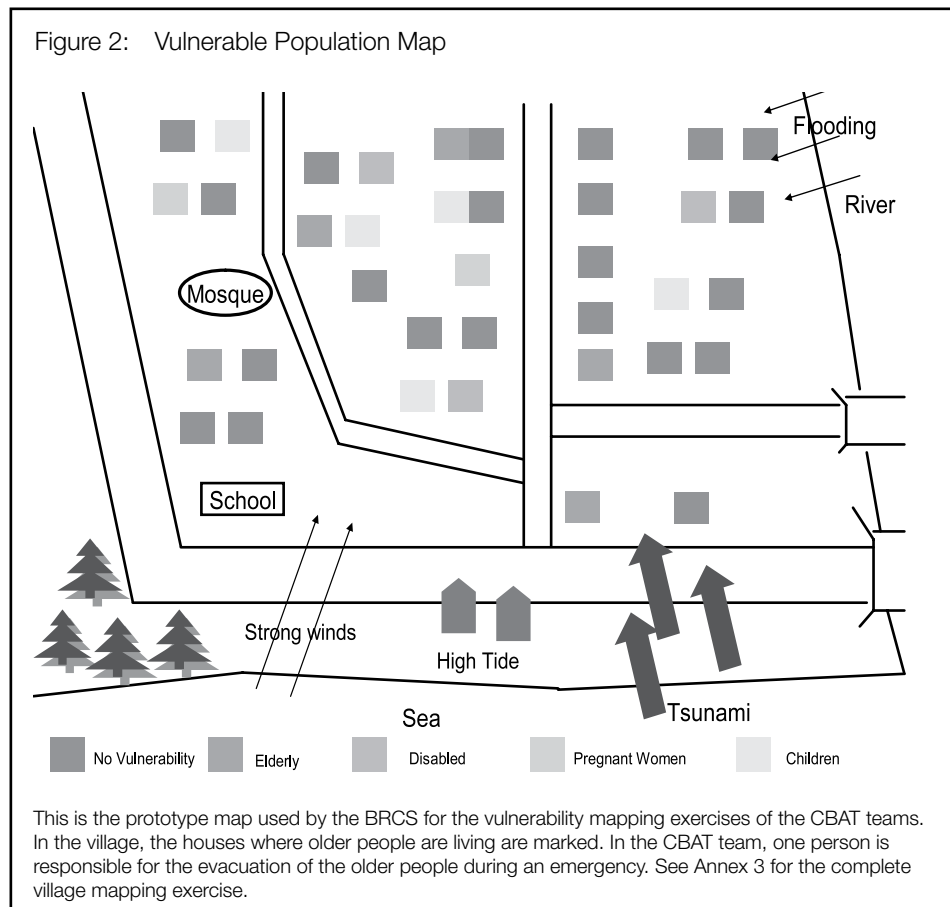 Figure 2: Vulnerable Population Map
Flooding
River
Mosque
School
Strong winds
High Tide
Sea
Tsunami
No Vulnerability
Elderly
Disabled
Pregnant Women
Children
This is the prototype map used by the BRCS for the vulnerability mapping exercises of the CBAT teams.
In the village, the houses where older people are living are marked. In the CBAT team, one person is
responsible for the evacuation of the older people during an emergency. See Annex 3 for the complete
village mapping exercise.